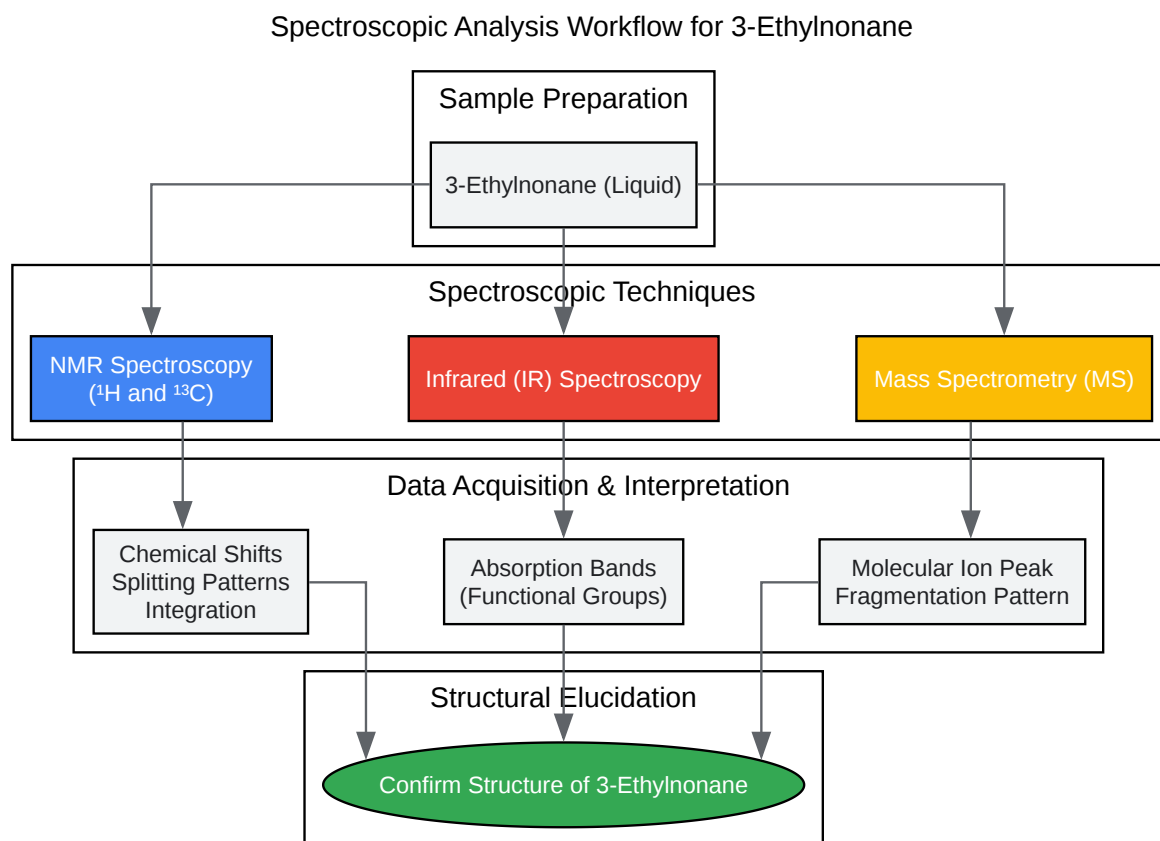 Spectroscopic Analysis Workflow for 3-Ethylnonane
Sample Preparation
3-Ethylnonane (Liquid)
Spectroscopic Techniques
NMR Spectroscopy
(¹H and ¹³C)
Infrared (IR) Spectroscopy
Mass Spectrometry (MS)
Data Acquisition & Interpretation
Chemical Shifts
Splitting Patterns
Integration
Absorption Bands
(Functional Groups)
Molecular Ion Peak
Fragmentation Pattern
Structural Elucidation
Confirm Structure of 3-Ethylnonane